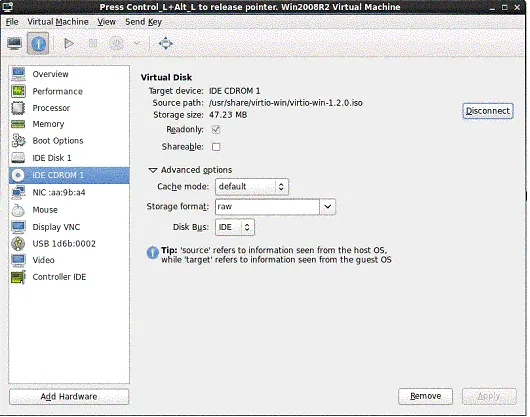 Press Control_L+Alt_L to release pointer. Win2008R2 Virtual Machine
File Virtual Machine View Send Key
Overview
Performance
Processor
Memory
Boot Options
IDE Disk 1
IDE CDROM 1
NIC :aa:9b:a4
Mouse
Display VNC
USB 1d6b:0002
Video
Controller IDE
Add Hardware
Virtual Disk
Target device: IDE CDROM 1
Source path: /usr/share/virtio-win/virtio-win-1.2.0.iso
Storage size: 47.23 MB
Readonly:
Shareable:
Disconnect
Advanced options
Cache mode: default
Storage format: raw
Disk Bus: IDE
Tip: 'source' refers to information seen from the host OS,
while 'target' refers to information seen from the guest OS
Remove Apply